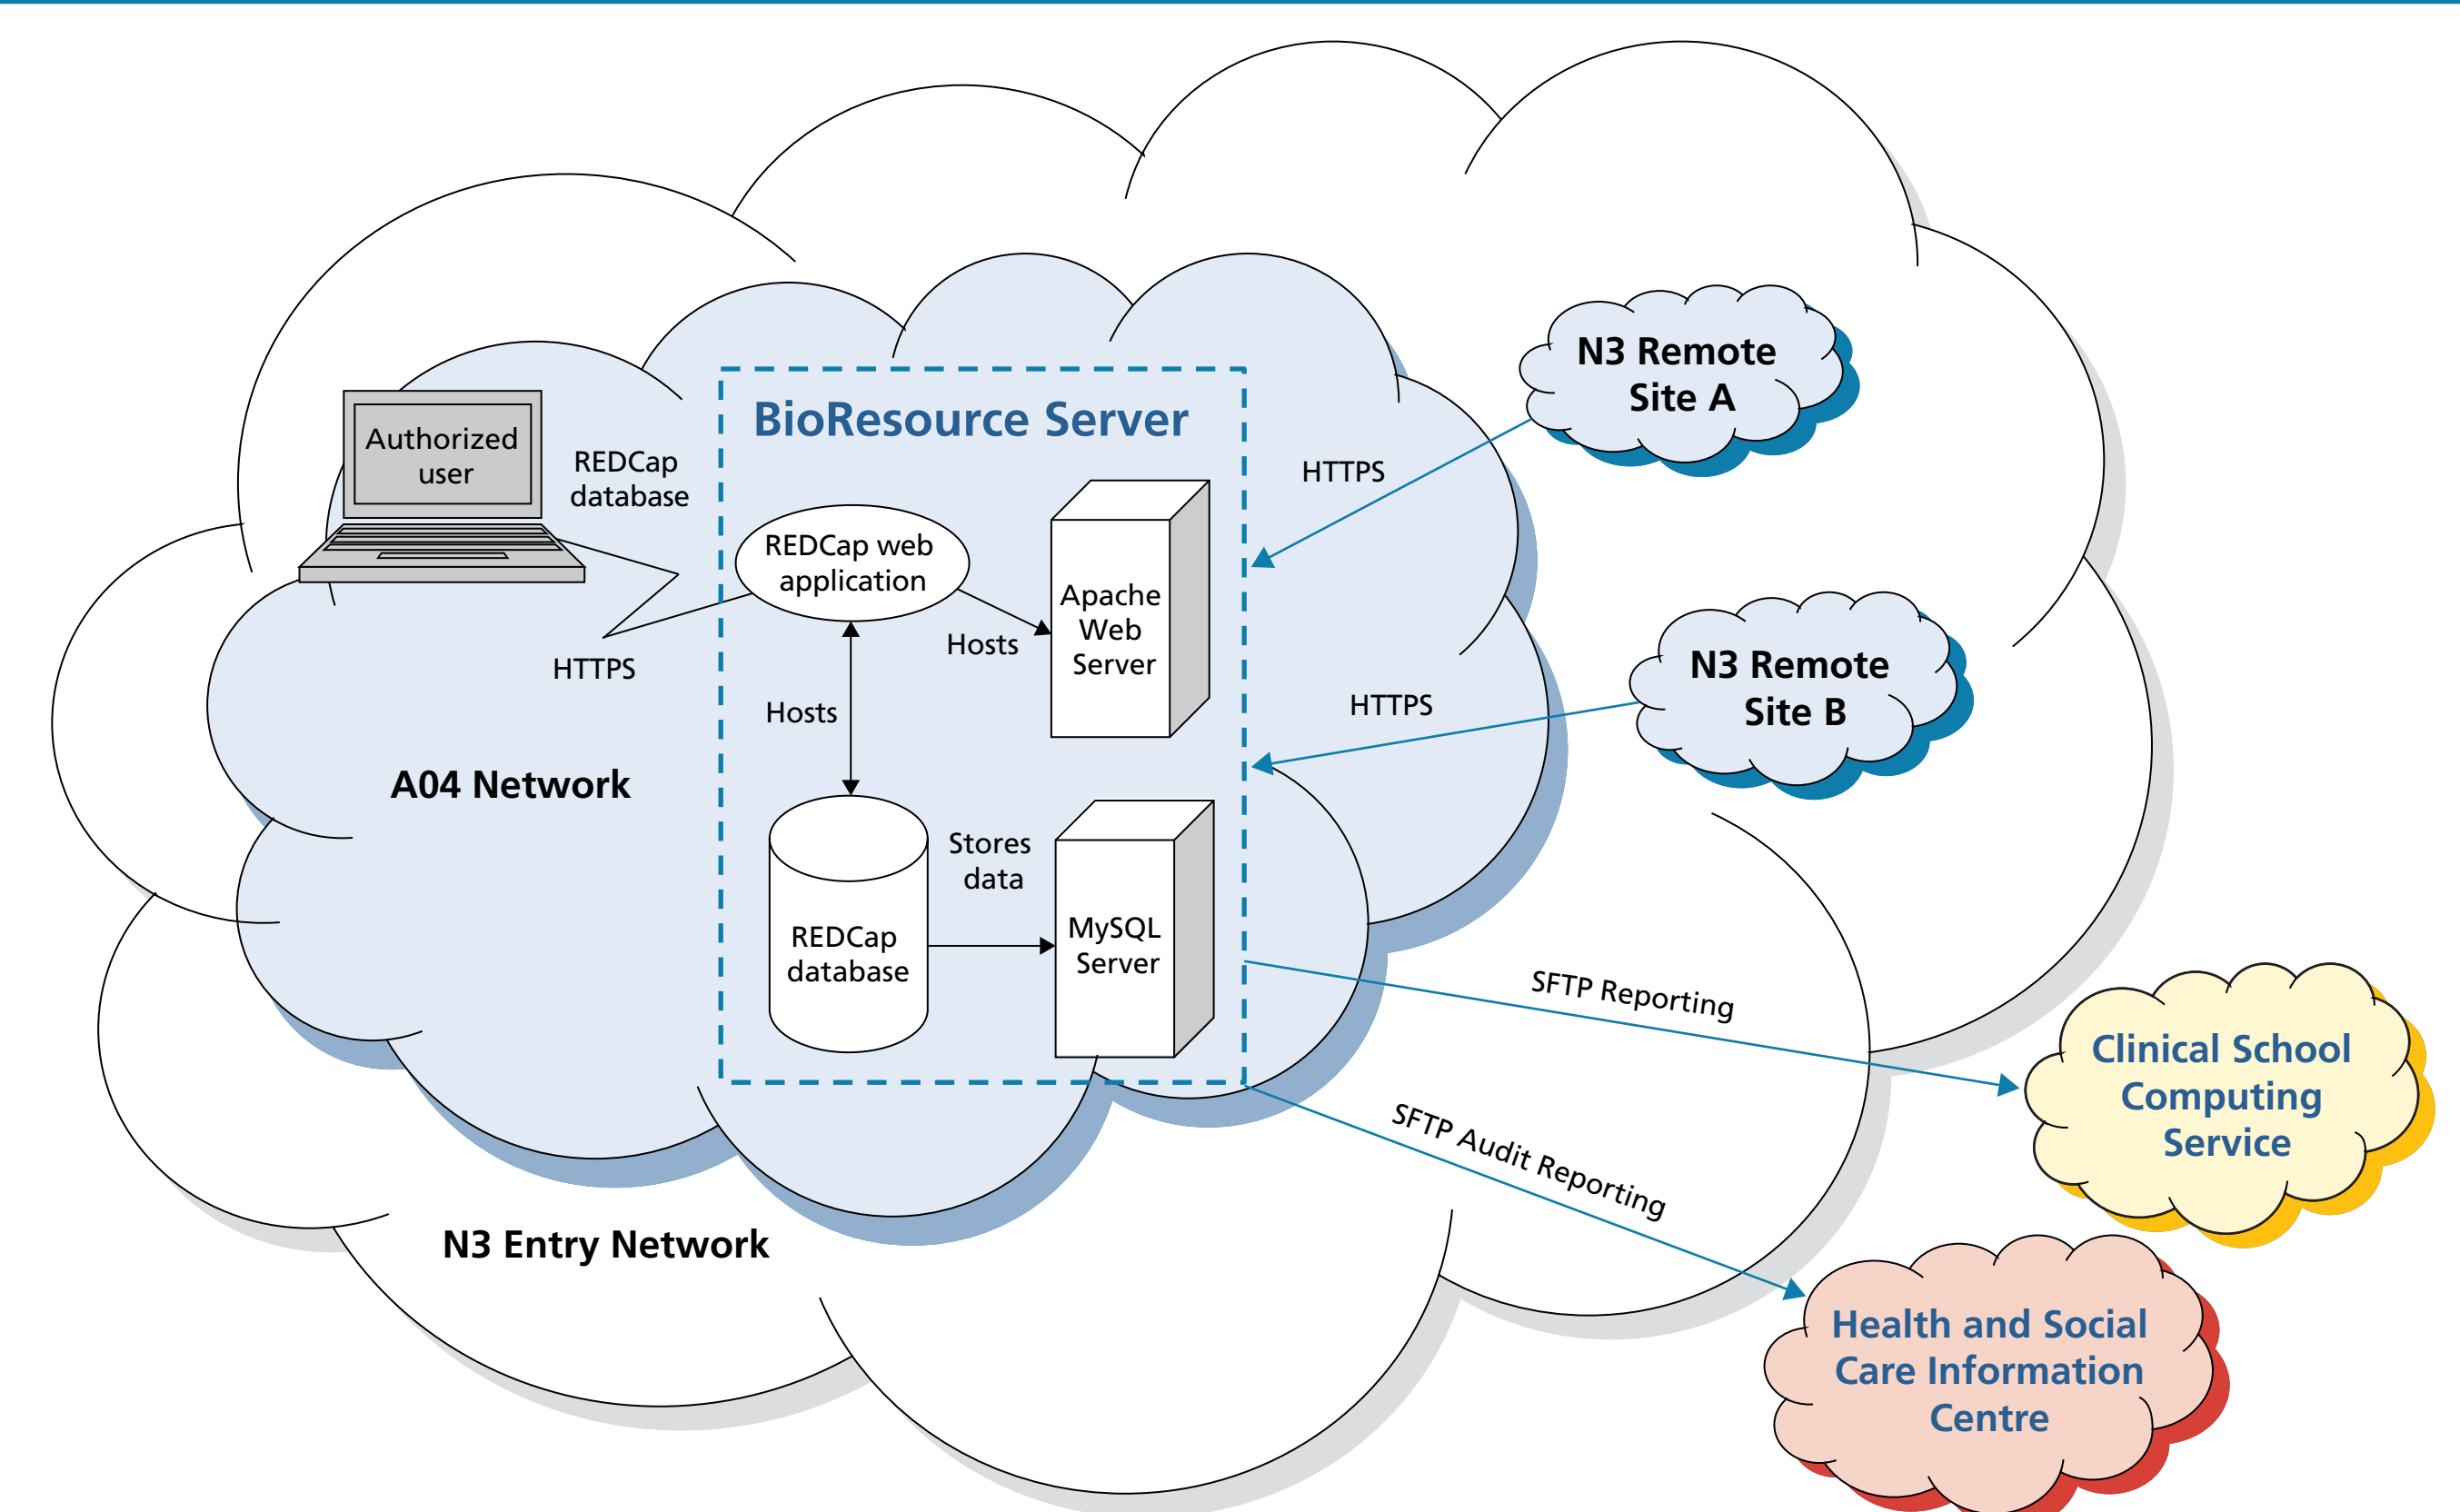 BioResource Server
Authorized
user
REDCap
database
REDCap web
application
Apache
Web
Server
Hosts
HTTPS
Hosts
A04 Network
Stores
data
REDCap
database
MySQL
Server
HTTPS
N3 Remote
Site A
HTTPS
N3 Remote
Site B
SFTP Reporting
Clinical School
Computing
Service
SFTP Audit Reporting
Health and Social
Care Information
Centre
N3 Entry Network